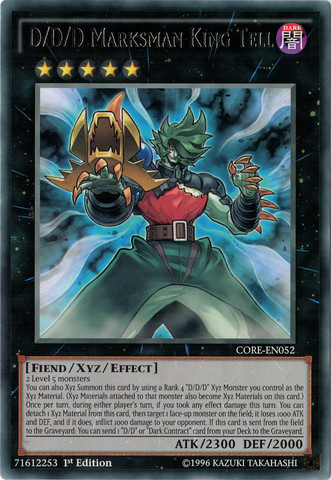 D/D/D Marksman King Tell
DARK
闇
CORE-EN052
[Fiend/Xyz/Effect]
2 Level 5 monsters
You can also Xyz Summon this card by using a Rank 4 "D/D/D" Xyz Monster you control as the
Xyz Material. (Xyz Materials attached to that monster also become Xyz Materials on this card.)
Once per turn, during either player's turn, if you took any effect damage this turn: You can
detach 1 Xyz Material from this card, then target 1 face-up monster on the field; it loses 1000 ATK
and DEF, and if it does, inflict 1000 damage to your opponent. If this card is sent from the field
to the Graveyard: You can send 1 "D/D" or "Dark Contract" card from your Deck to the Graveyard.
ATK/2300 DEF/2000
71612253 1st Edition ©1996 KAZUKI TAKAHASHI